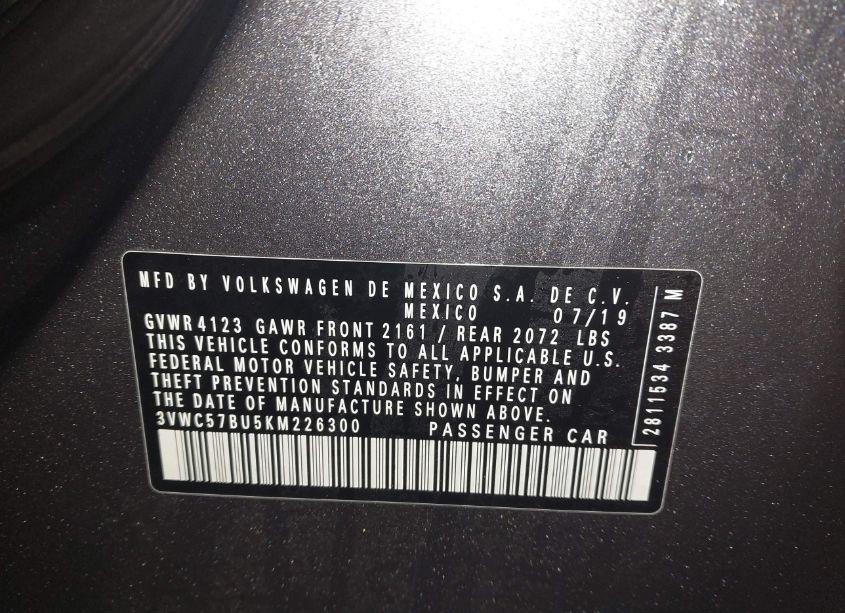 MFD BY VOLKSWAGEN DE MEXICO S.A. DE C.V.
MEXICO 07/19
GVWR 4123 GAWR FRONT 2161 / REAR 2072 LBS
THIS VEHICLE CONFORMS TO ALL APPLICABLE U.S.
FEDERAL MOTOR VEHICLE SAFETY, BUMPER AND
THEFT PREVENTION STANDARDS IN EFFECT ON
THE DATE OF MANUFACTURE SHOWN ABOVE.
3VWC57BU5KM226300 PASSENGER CAR
2811534 3387 M